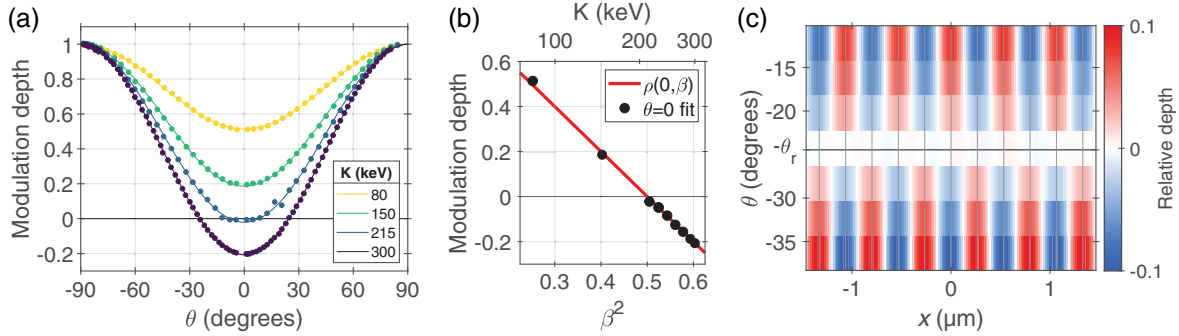 (a)
Modulation depth
1
0.8
0.6
0.4
0.2
0
-0.2
-90 -60 -30 0 30 60 90
θ (degrees)
K (keV)
80
150
215
300
(b)
K (keV)
100 150 200 300
Modulation depth
0.6
0.4
0.2
0
-0.2
0.3 0.4 0.5 0.6
β²
ρ(0,β)
θ=0 fit
(c)
θ (degrees)
-15
-20
-θᵣ
-30
-35
-1 0 1
x (μm)
0.1
0
-0.1
Relative depth